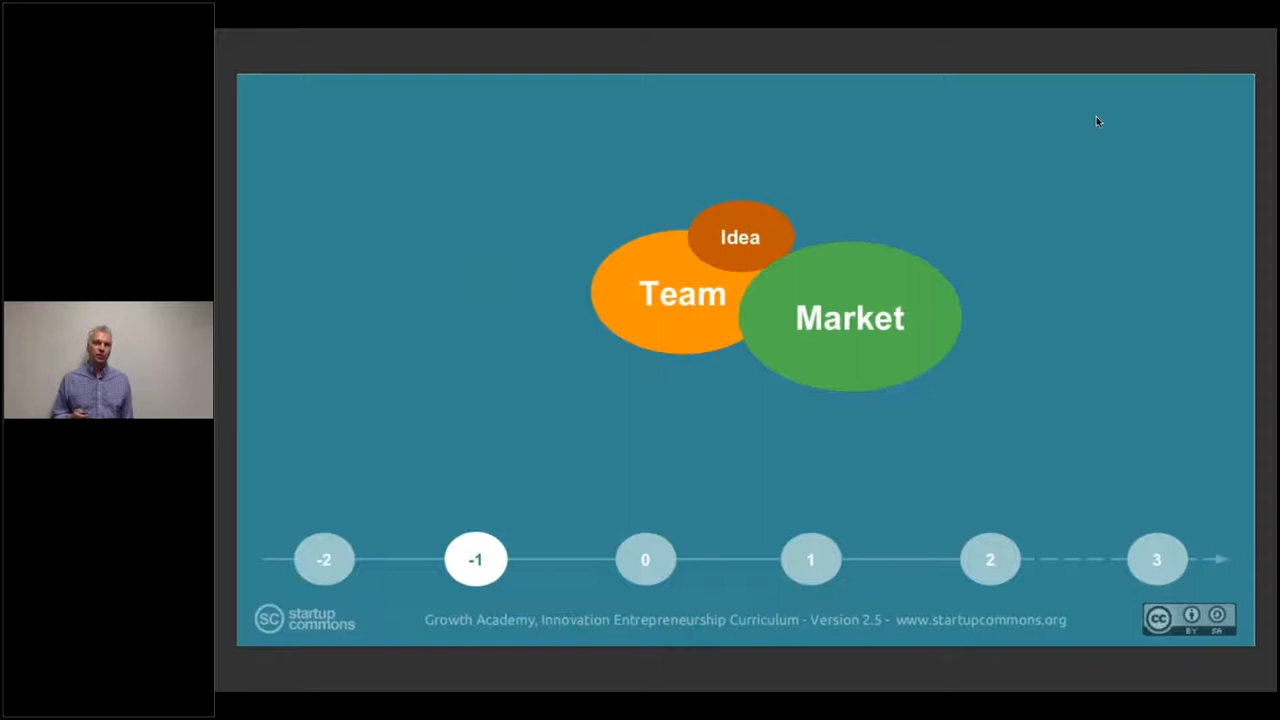 Idea
Team
Market
-2
-1
0
1
2
3
SC startup commons
Growth Academy, Innovation Entrepreneurship Curriculum - Version 2.5 - www.startupcommons.org
cc
BY SA